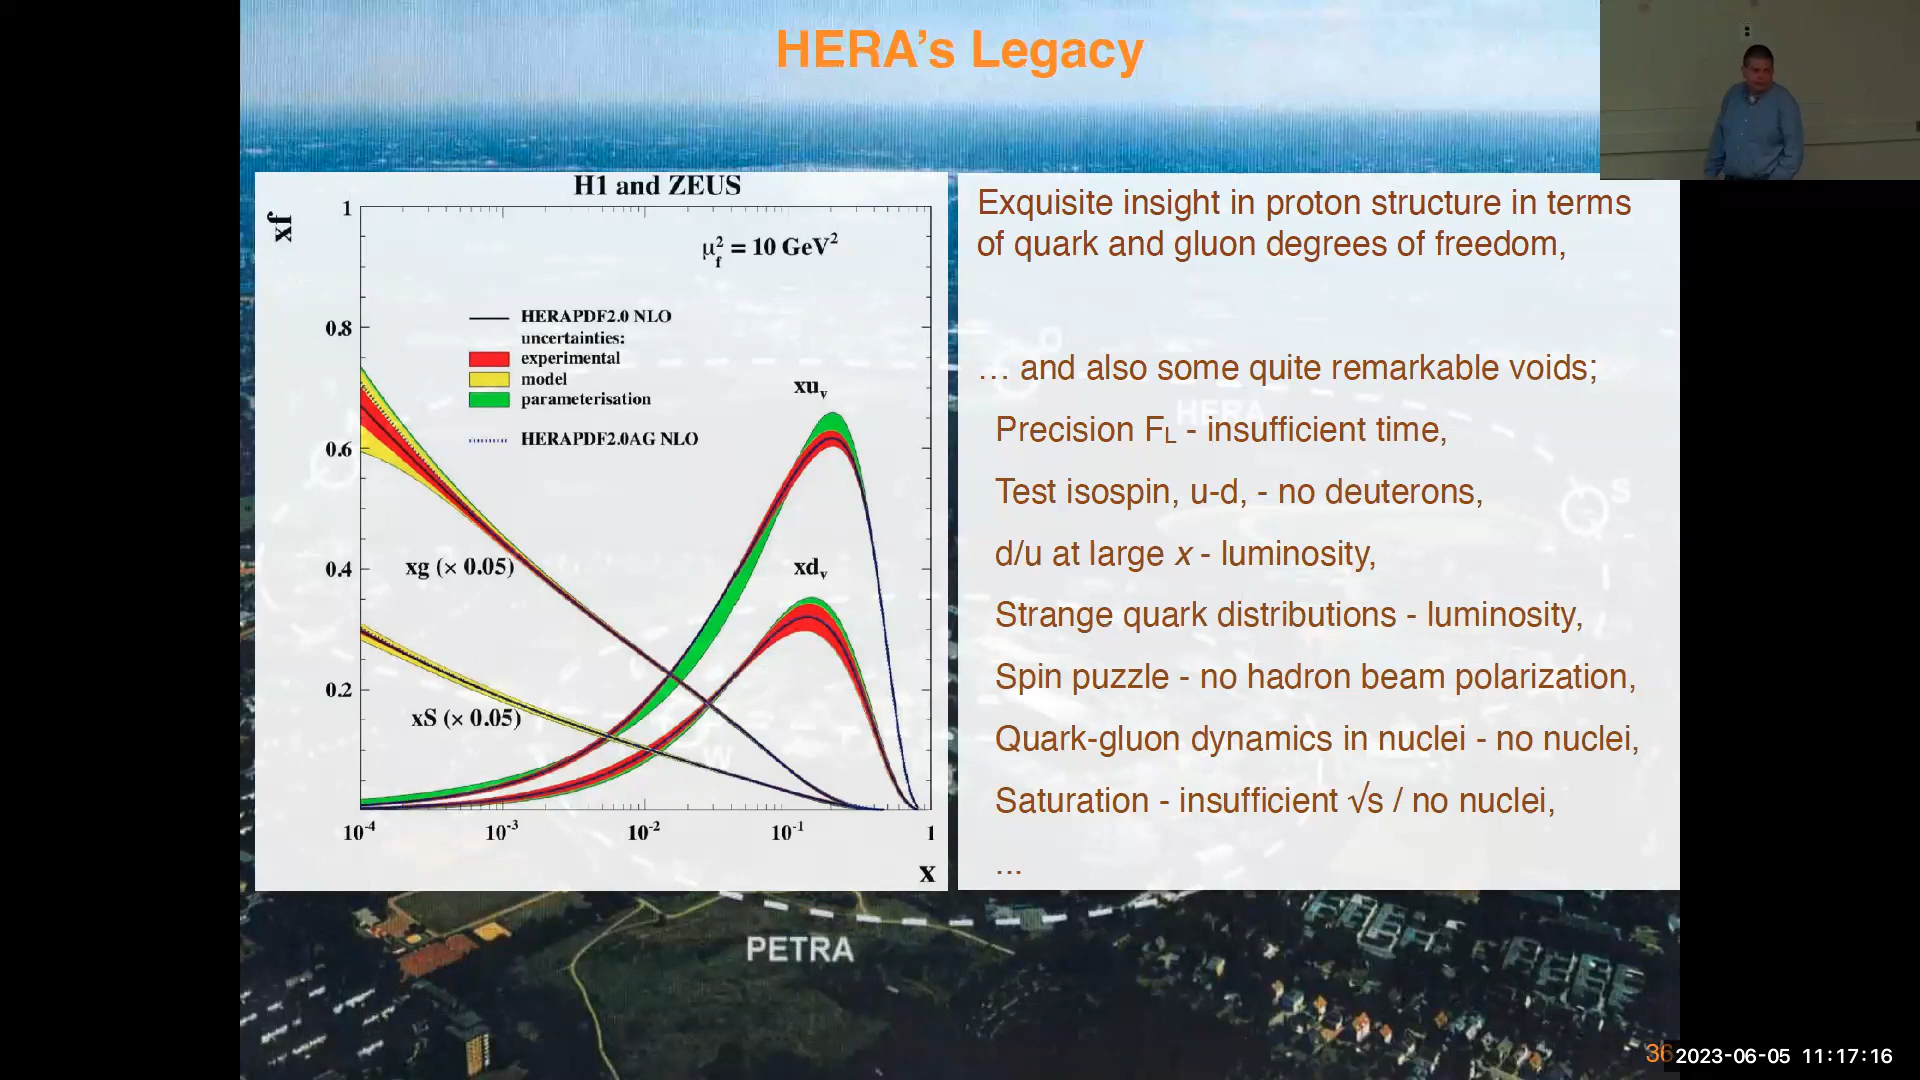 HERA's Legacy
H1 and ZEUS
xf
1
μ²f = 10 GeV²
HERAPDF2.0 NLO
uncertainties:
experimental
model
parameterisation
HERAPDF2.0AG NLO
0.8
0.6
0.4
0.2
xuv
xdv
xg (× 0.05)
xS (× 0.05)
10⁻⁴ 10⁻³ 10⁻² 10⁻¹ 1
x
Exquisite insight in proton structure in terms
of quark and gluon degrees of freedom,
… and also some quite remarkable voids;
Precision FL - insufficient time,
Test isospin, u-d, - no deuterons,
d/u at large x - luminosity,
Strange quark distributions - luminosity,
Spin puzzle - no hadron beam polarization,
Quark-gluon dynamics in nuclei - no nuclei,
Saturation - insufficient √s / no nuclei,
...
HERA
O
S
W
PETRA
36
2023-06-05 11:17:16